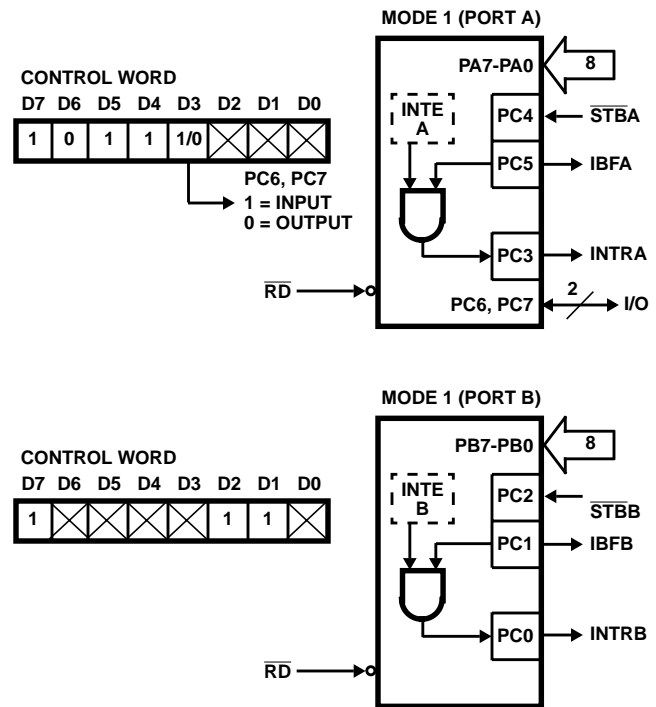 MODE 1 (PORT A)
CONTROL WORD
D7 D6 D5 D4 D3 D2 D1 D0
1 0 1 1 1/0
PC6, PC7
1 = INPUT
0 = OUTPUT
RD
PA7-PA0
8
INTE
A
PC4
STBA
PC5
IBFA
PC3
INTRA
PC6, PC7
2
I/O
MODE 1 (PORT B)
CONTROL WORD
D7 D6 D5 D4 D3 D2 D1 D0
1 1 1
RD
PB7-PB0
8
INTE
B
PC2
STBB
PC1
IBFB
PC0
INTRB